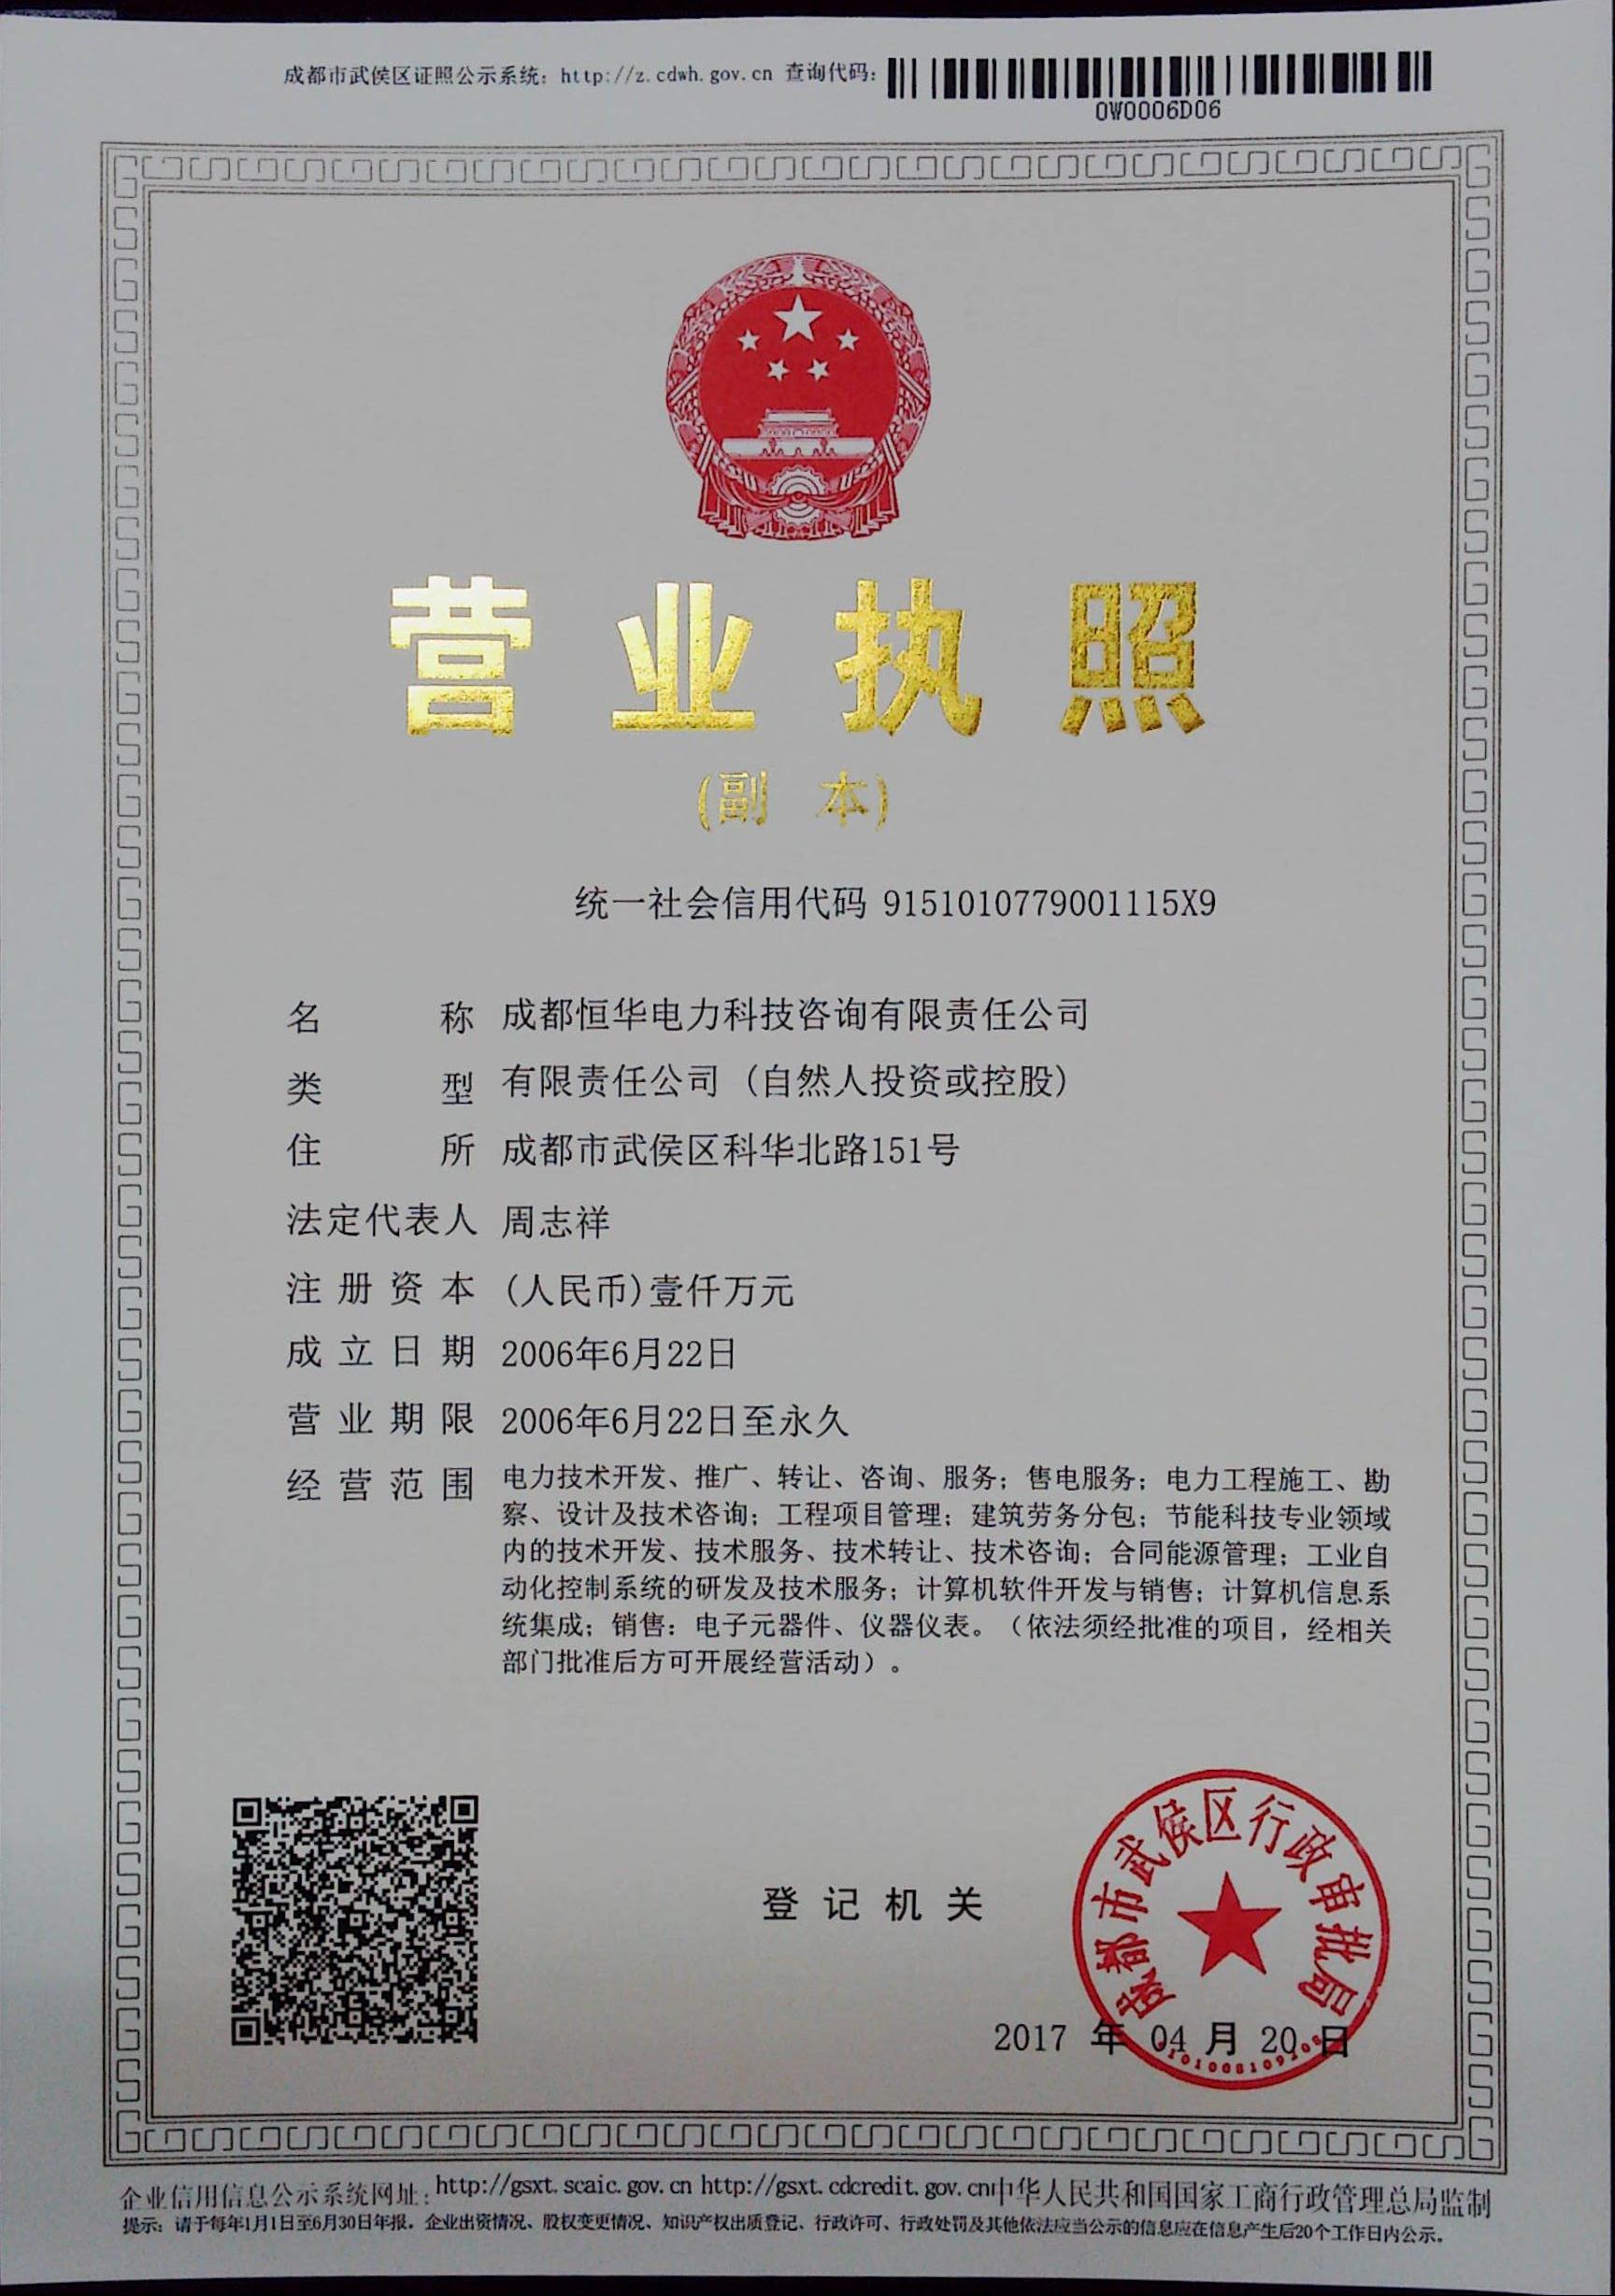 成都市武侯区证照公示系统：http://z.cdwh.gov.cn 查询代码：
0W0006D06
营业执照
(副 本)
统一社会信用代码 9151010779001115X9
名 称 成都恒华电力科技咨询有限责任公司
类 型 有限责任公司（自然人投资或控股）
住 所 成都市武侯区科华北路151号
法定代表人 周志祥
注册资本 (人民币)壹仟万元
成立日期 2006年6月22日
营业期限 2006年6月22日至永久
经营范围 电力技术开发、推广、转让、咨询、服务；售电服务；电力工程施工、勘
察、设计及技术咨询；工程项目管理；建筑劳务分包；节能科技专业领域
内的技术开发、技术服务、技术转让、技术咨询；合同能源管理；工业自
动化控制系统的研发及技术服务；计算机软件开发与销售；计算机信息系
统集成；销售：电子元器件、仪器仪表。（依法须经批准的项目，经相关
部门批准后方可开展经营活动）。
成都市武侯区行政审批局
登记机关
2017 年 04 月 20 日
企业信用信息公示系统网址：http://gsxt.scaic.gov.cn http://gsxt.cdcredit.gov.cn中华人民共和国国家工商行政管理总局监制
提示：请于每年1月1日至6月30日年报。企业出资情况、股权变更情况、知识产权出质登记、行政许可、行政处罚及其他依法应当公示的信息应在信息产生后20个工作日内公示。